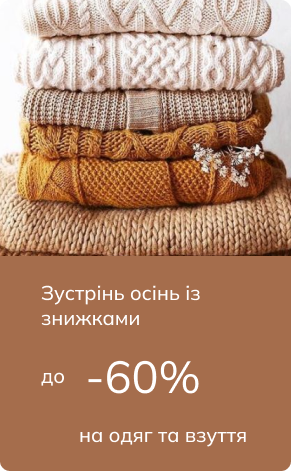 Зустрінь осінь із
знижками
до -60%
на одяг та взуття